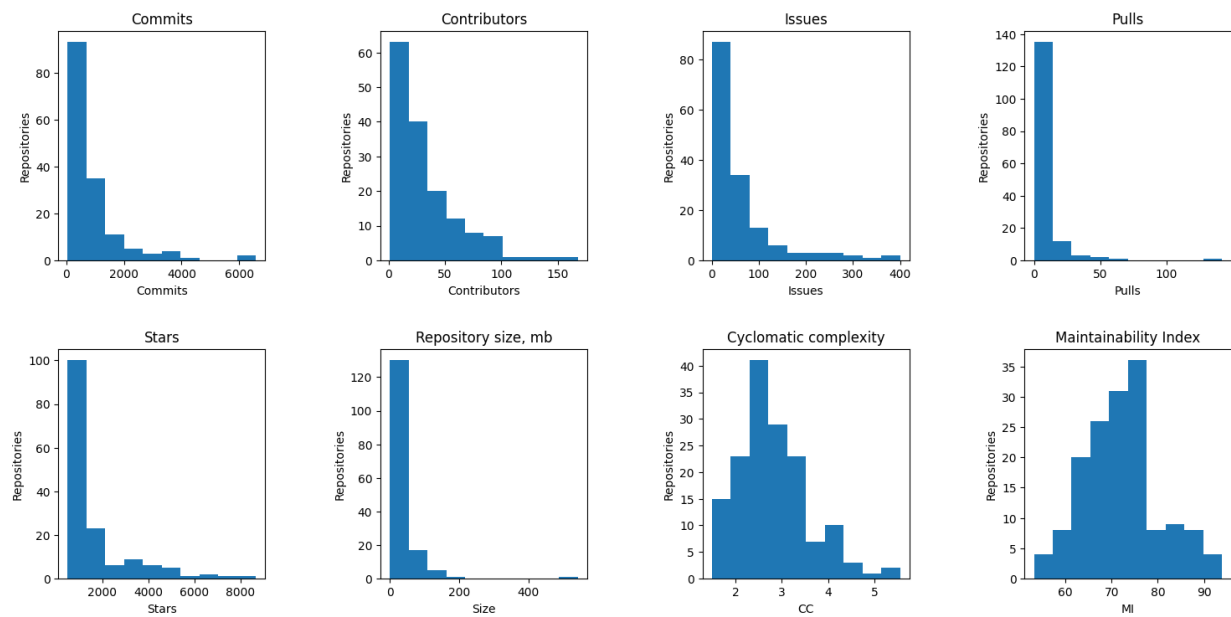 Commits
Repositories
80
60
40
20
0
0 2000 4000 6000
Commits
Contributors
Repositories
60
50
40
30
20
10
0
0 50 100 150
Contributors
Issues
Repositories
80
60
40
20
0
0 100 200 300 400
Issues
Pulls
Repositories
140
120
100
80
60
40
20
0
0 50 100
Pulls
Stars
Repositories
100
80
60
40
20
0
2000 4000 6000 8000
Stars
Repository size, mb
Repositories
120
100
80
60
40
20
0
0 200 400
Size
Cyclomatic complexity
Repositories
40
35
30
25
20
15
10
5
0
2 3 4 5
CC
Maintainability Index
Repositories
35
30
25
20
15
10
5
0
60 70 80 90
MI